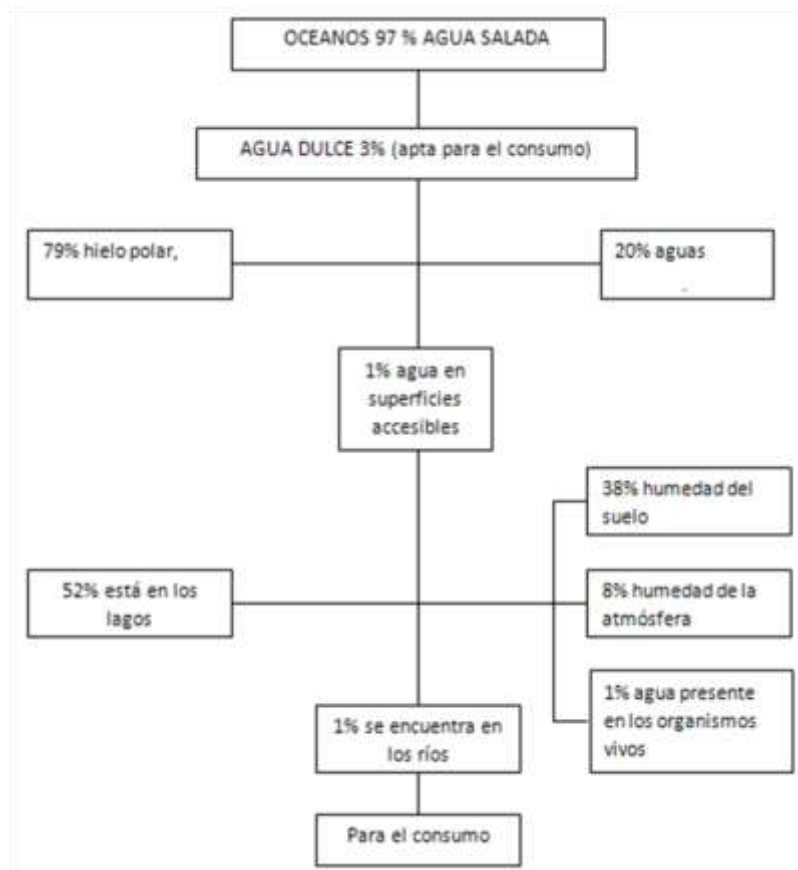 OCEANOS 97 % AGUA SALADA
AGUA DULCE 3% (apta para el consumo)
79% hielo polar,
20% aguas
.
1% agua en
superficies
accesibles
38% humedad del
suelo
52% está en los
lagos
8% humedad de la
atmósfera
1% agua presente
en los organismos
vivos
1% se encuentra en
los ríos
Para el consumo